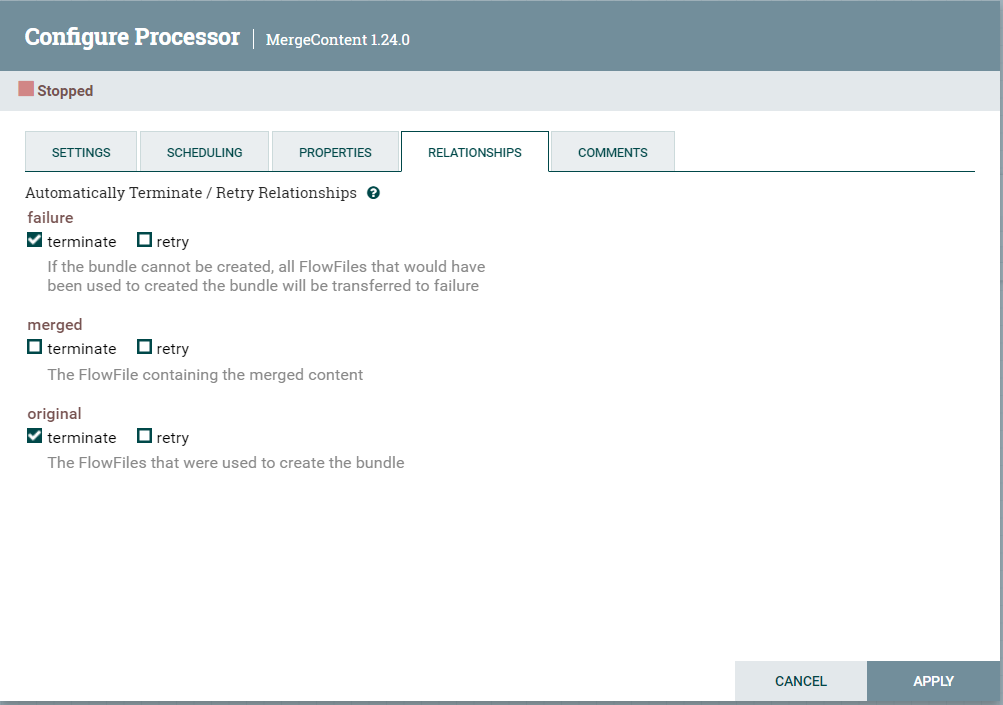 Configure Processor | MergeContent 1.24.0
Stopped
SETTINGS SCHEDULING PROPERTIES RELATIONSHIPS COMMENTS
Automatically Terminate / Retry Relationships ?
failure
terminate retry
If the bundle cannot be created, all FlowFiles that would have
been used to created the bundle will be transferred to failure
merged
terminate retry
The FlowFile containing the merged content
original
terminate retry
The FlowFiles that were used to create the bundle
CANCEL APPLY